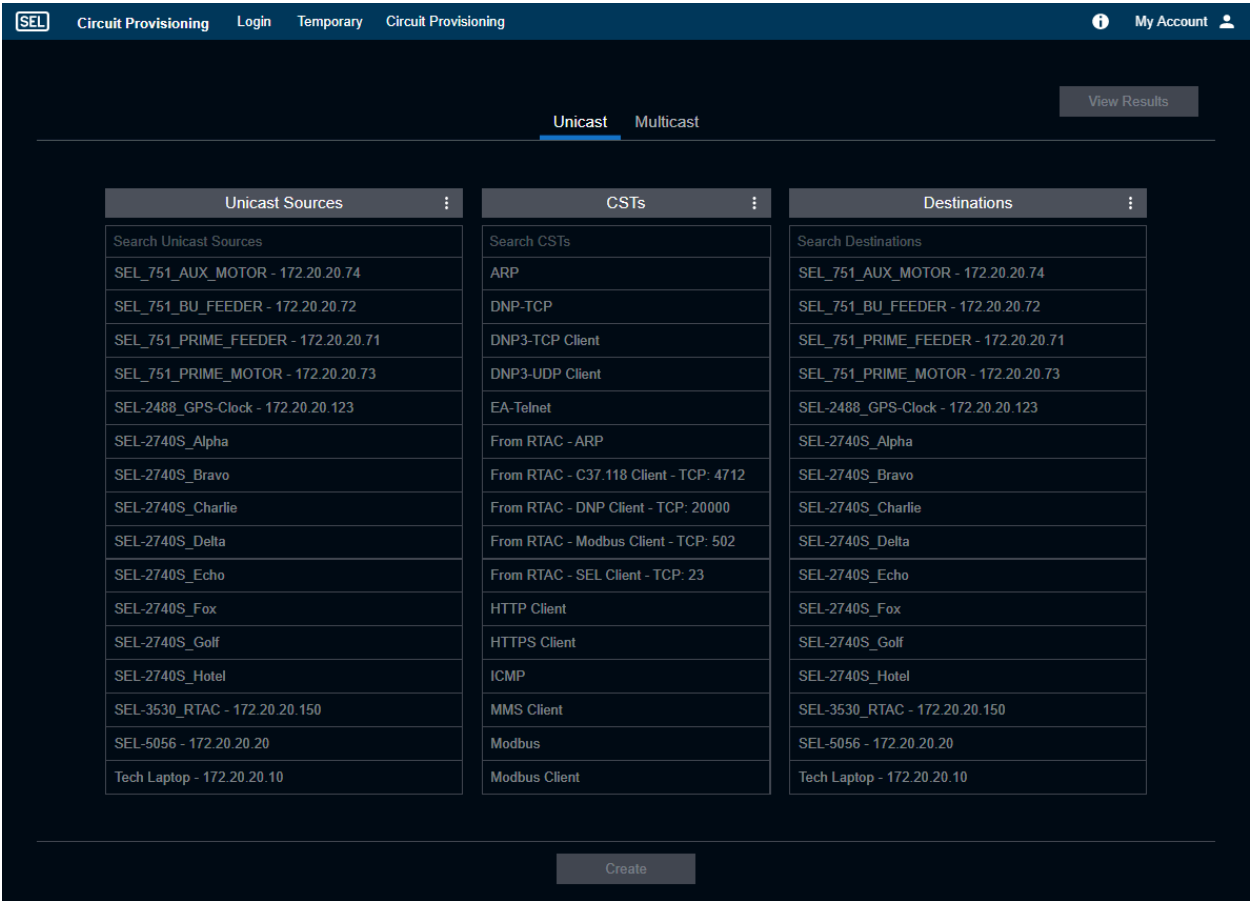 SEL Circuit Provisioning Login Temporary Circuit Provisioning i My Account
View Results
Unicast Multicast
Unicast Sources CSTs Destinations
Search Unicast Sources Search CSTs Search Destinations
SEL_751_AUX_MOTOR - 172.20.20.74 ARP SEL_751_AUX_MOTOR - 172.20.20.74
SEL_751_BU_FEEDER - 172.20.20.72 DNP-TCP SEL_751_BU_FEEDER - 172.20.20.72
SEL_751_PRIME_FEEDER - 172.20.20.71 DNP3-TCP Client SEL_751_PRIME_FEEDER - 172.20.20.71
SEL_751_PRIME_MOTOR - 172.20.20.73 DNP3-UDP Client SEL_751_PRIME_MOTOR - 172.20.20.73
SEL-2488_GPS-Clock - 172.20.20.123 EA-Telnet SEL-2488_GPS-Clock - 172.20.20.123
SEL-2740S_Alpha From RTAC - ARP SEL-2740S_Alpha
SEL-2740S_Bravo From RTAC - C37.118 Client - TCP: 4712 SEL-2740S_Bravo
SEL-2740S_Charlie From RTAC - DNP Client - TCP: 20000 SEL-2740S_Charlie
SEL-2740S_Delta From RTAC - Modbus Client - TCP: 502 SEL-2740S_Delta
SEL-2740S_Echo From RTAC - SEL Client - TCP: 23 SEL-2740S_Echo
SEL-2740S_Fox HTTP Client SEL-2740S_Fox
SEL-2740S_Golf HTTPS Client SEL-2740S_Golf
SEL-2740S_Hotel ICMP SEL-2740S_Hotel
SEL-3530_RTAC - 172.20.20.150 MMS Client SEL-3530_RTAC - 172.20.20.150
SEL-5056 - 172.20.20.20 Modbus SEL-5056 - 172.20.20.20
Tech Laptop - 172.20.20.10 Modbus Client Tech Laptop - 172.20.20.10
Create